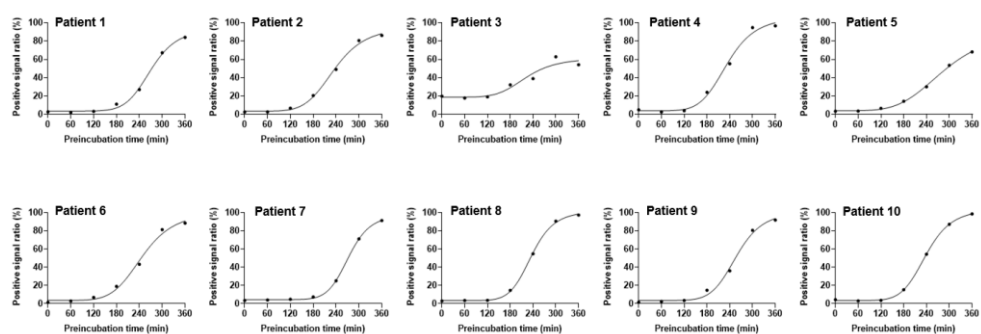 Patient 1
Positive signal ratio (%)
100
80
60
40
20
0
0 60 120 180 240 300 360
Preincubation time (min)
Patient 2
Positive signal ratio (%)
100
80
60
40
20
0
0 60 120 180 240 300 360
Preincubation time (min)
Patient 3
Positive signal ratio (%)
100
80
60
40
20
0
0 60 120 180 240 300 360
Preincubation time (min)
Patient 4
Positive signal ratio (%)
100
80
60
40
20
0
0 60 120 180 240 300 360
Preincubation time (min)
Patient 5
Positive signal ratio (%)
100
80
60
40
20
0
0 60 120 180 240 300 360
Preincubation time (min)
Patient 6
Positive signal ratio (%)
100
80
60
40
20
0
0 60 120 180 240 300 360
Preincubation time (min)
Patient 7
Positive signal ratio (%)
100
80
60
40
20
0
0 60 120 180 240 300 360
Preincubation time (min)
Patient 8
Positive signal ratio (%)
100
80
60
40
20
0
0 60 120 180 240 300 360
Preincubation time (min)
Patient 9
Positive signal ratio (%)
100
80
60
40
20
0
0 60 120 180 240 300 360
Preincubation time (min)
Patient 10
Positive signal ratio (%)
100
80
60
40
20
0
0 60 120 180 240 300 360
Preincubation time (min)